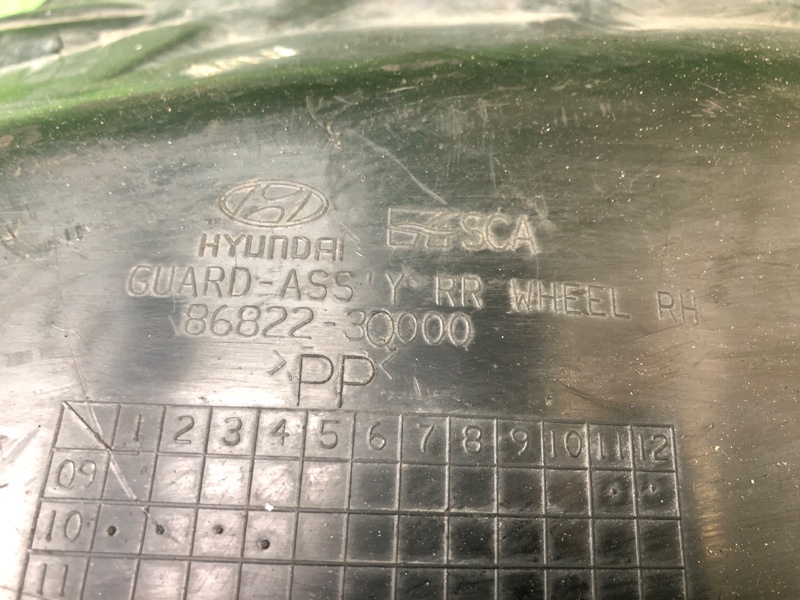 HYUNDAI SCA
GUARD-ASS'Y RR WHEEL RH
86822-3Q000
>PP<
1 2 3 4 5 6 7 8 9 10 11 12
09
10
11